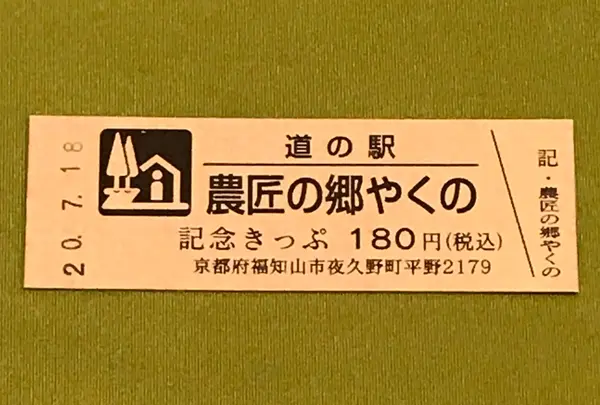 20.7.18
道の駅
農匠の郷やくの
記念きっぷ 180円(税込)
京都府福知山市夜久野町平野2179
記・農匠の郷やくの